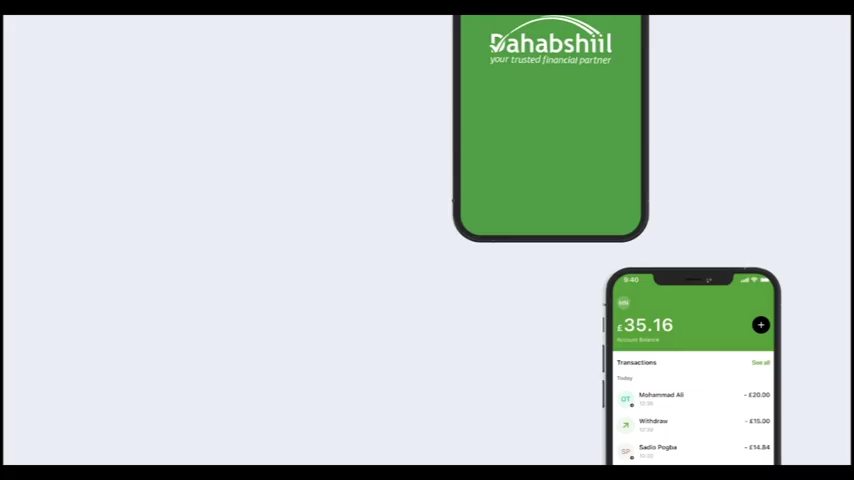 Dahabshiil
your trusted financial partner
9:40
£35.16
Account Balance
Transactions
See all
Today
OT
Mohammad Ali
- £20.00
Withdraw
- £15.00
SP
Sadio Pogba
- £14.84